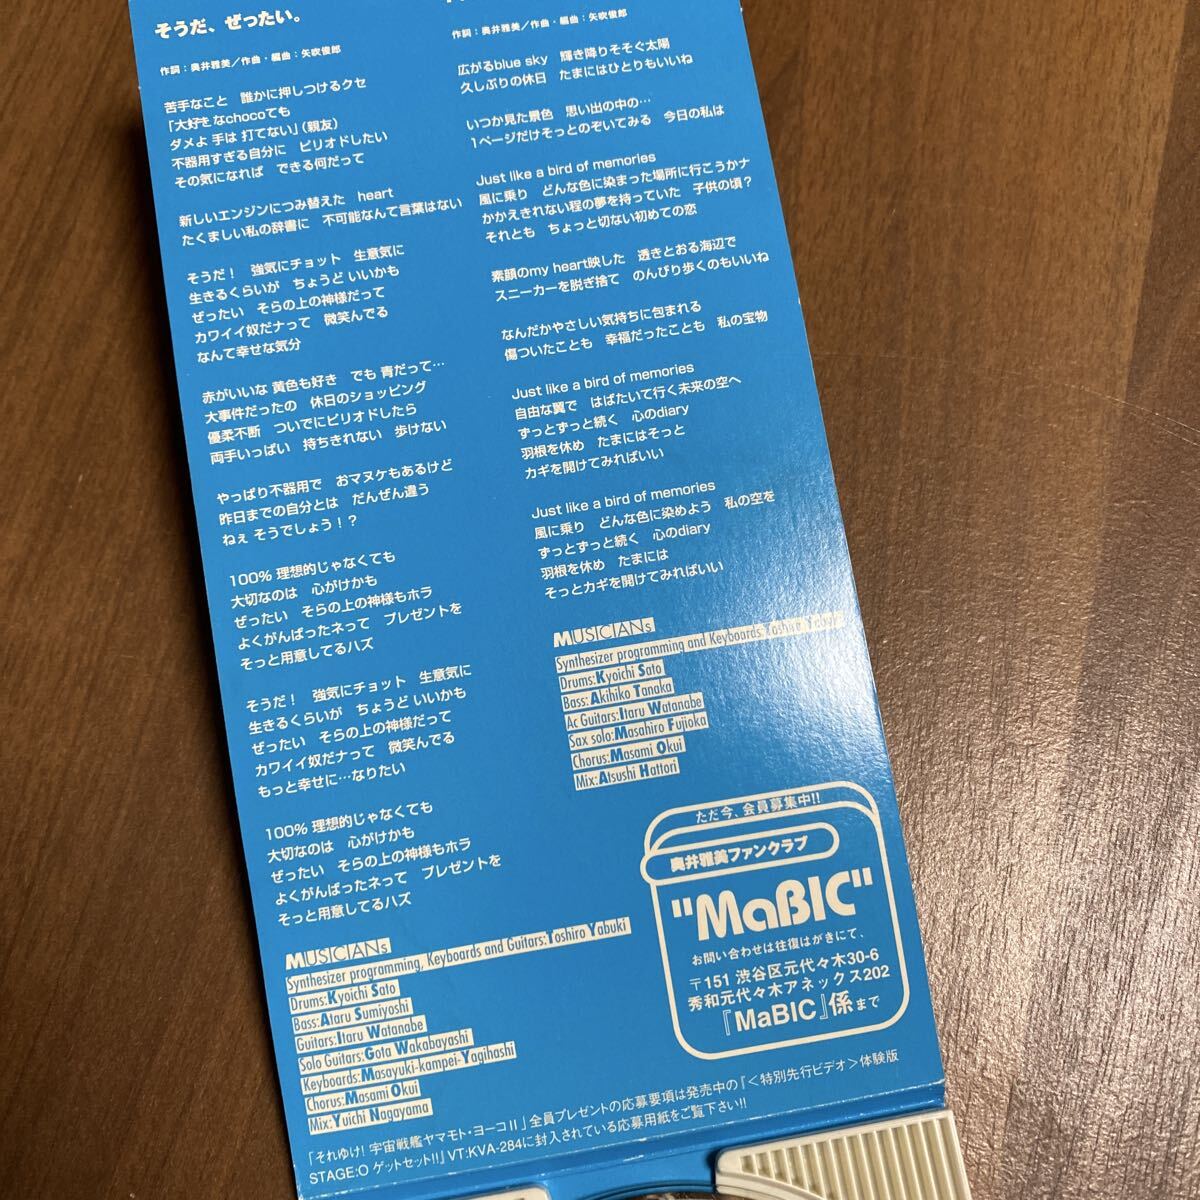 そうだ、ぜったい。
作詞：奥井雅美／作曲・編曲：矢吹俊郎
苦手なこと　誰かに押しつけるクセ
「大好きなchocoても
ダメよ 手は 打てない」(親友)
不器用すぎる自分に　ピリオドしたい
その気になれば　できる何だって
新しいエンジンにつみ替えた　heart
たくましい私の辞書に　不可能なんて言葉はない
そうだ！　強気にチョット　生意気に
生きるくらいが　ちょうど いいかも
ぜったい　そらの上の神様だって
カワイイ奴だナって　微笑んでる
なんて幸せな気分
赤がいいな 黄色も好き　でも 青だって…
大事件だったの　休日のショッピング
優柔不断　ついでにピリオドしたら
両手いっぱい　持ちきれない　歩けない
やっぱり不器用で　おマヌケもあるけど
昨日までの自分とは　だんぜん違う
ねぇ そうでしょう！？
100% 理想的じゃなくても
大切なのは　心がけかも
ぜったい　そらの上の神様もホラ
よくがんばったネって　プレゼントを
そっと用意してるハズ
そうだ！　強気にチョット　生意気に
生きるくらいが　ちょうど いいかも
ぜったい　そらの上の神様だって
カワイイ奴だナって　微笑んでる
もっと幸せに…なりたい
100% 理想的じゃなくても
大切なのは　心がけかも
ぜったい　そらの上の神様もホラ
よくがんばったネって　プレゼントを
そっと用意してるハズ
MUSICIANs
Synthesizer programming, Keyboards and Guitars:Toshiro Yabuki
Drums:Kyoichi Sato
Bass:Ataru Sumiyoshi
Guitars:Itaru Watanabe
Solo Guitars:Gota Wakabayashi
Keyboards:Masayuki-kampei-Yagihashi
Chorus:Masami Okui
Mix:Yuichi Nagayama
作詞：奥井雅美／作曲・編曲：矢吹俊郎
広がるblue sky　輝き降りそそぐ太陽
久しぶりの休日　たまにはひとりもいいね
いつか見た景色　思い出の中の…
1ページだけそっとのぞいてみる　今日の私は
Just like a bird of memories
風に乗り　どんな色に染まった場所に行こうかナ
かかえきれない程の夢を持っていた　子供の頃？
それとも　ちょっと切ない初めての恋
素顔のmy heart映した　透きとおる海辺で
スニーカーを脱ぎ捨て　のんびり歩くのもいいね
なんだかやさしい気持ちに包まれる
傷ついたことも　幸福だったことも　私の宝物
Just like a bird of memories
自由な翼で　はばたいて行く未来の空へ
ずっとずっと続く　心のdiary
羽根を休め　たまにはそっと
カギを開けてみればいい
Just like a bird of memories
風に乗り　どんな色に染めよう　私の空を
ずっとずっと続く　心のdiary
羽根を休め　たまには
そっとカギを開けてみればいい
MUSICIANs
Synthesizer programming and Keyboards:Toshiro Yabuki
Drums:Kyoichi Sato
Bass:Akihiko Tanaka
Ac Guitars:Itaru Watanabe
Sax solo:Masahiro Fujioka
Chorus:Masami Okui
Mix:Atsushi Hattori
ただ今、会員募集中!!
奥井雅美ファンクラブ
"MaBIC"
お問い合わせは往復はがきにて、
〒151 渋谷区元代々木30-6
秀和元代々木アネックス202
『MaBIC』係まで
「それゆけ! 宇宙戦艦ヤマモト・ヨーコⅡ」全員プレゼントの応募要項は発売中の『＜特別先行ビデオ＞体験版
STAGE:O ゲットセット!!』VT:KVA-284に封入されている応募用紙をご覧下さい!!